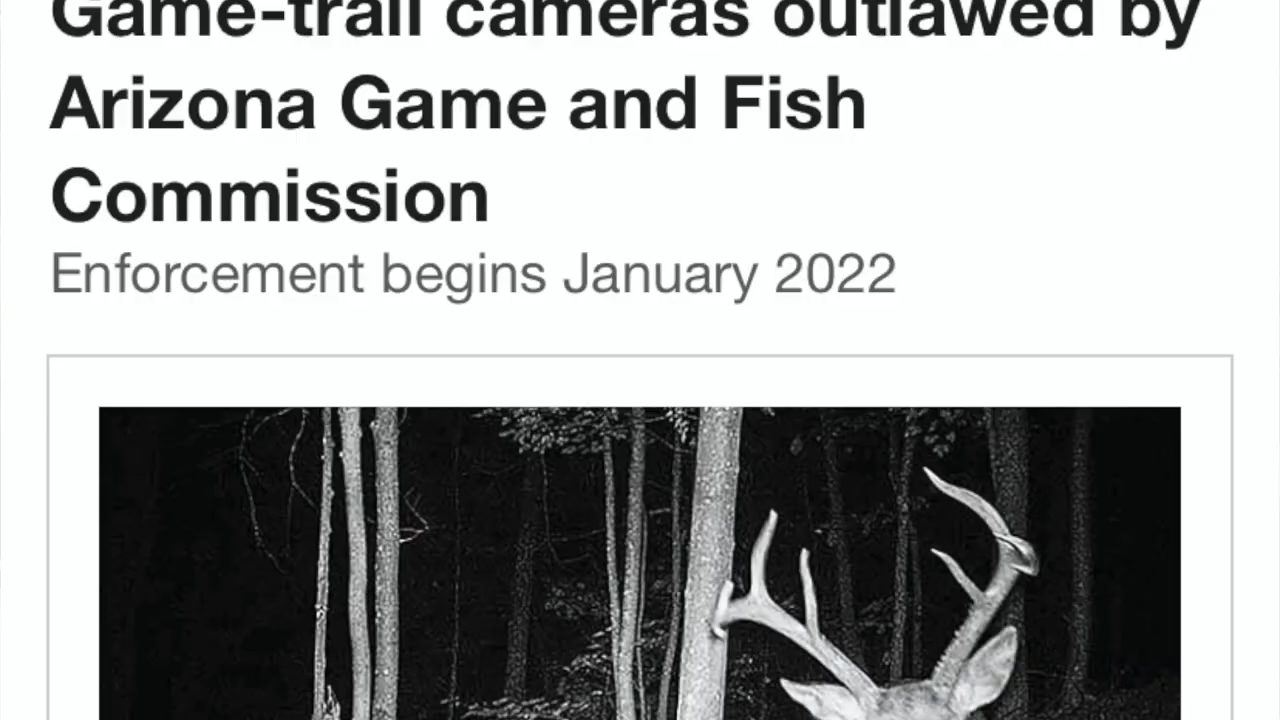 Game-trail cameras outlawed by
Arizona Game and Fish
Commission
Enforcement begins January 2022